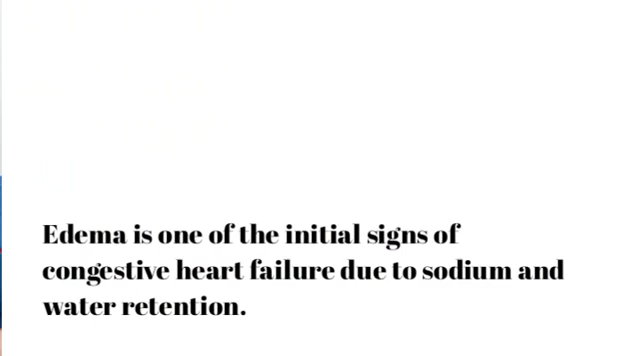 Edema is one of the initial signs of
congestive heart failure due to sodium and
water retention.